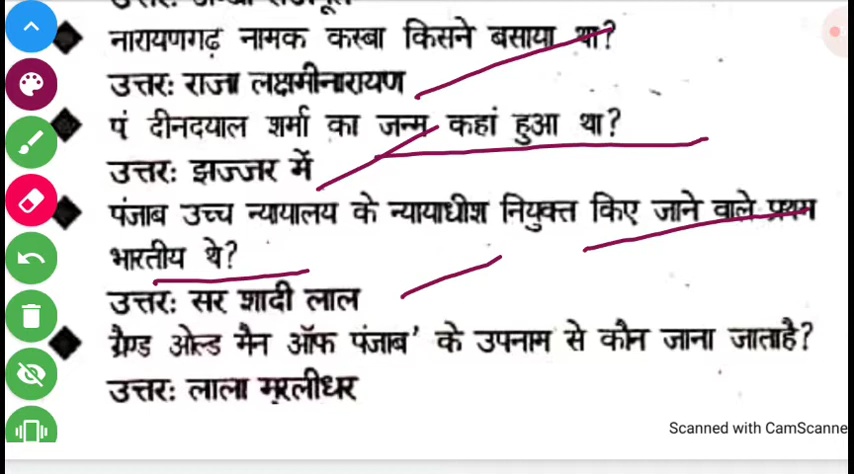 नारायणगढ़ नामक कस्बा किसने बसाया था?
उत्तरः राजा लक्षमीनारायण
पं दीनदयाल शर्मा का जन्म कहां हुआ था?
उत्तरः झज्जर में
पंजाब उच्च न्यायालय के न्यायाधीश नियुक्त किए जाने वाले प्रथम
भारतीय थे?
उत्तरः सर शादी लाल
ग्रैण्ड ओल्ड मैन ऑफ पंजाब' के उपनाम से कौन जाना जाताहै?
उत्तरः लाला मुरलीधर
Scanned with CamScanne